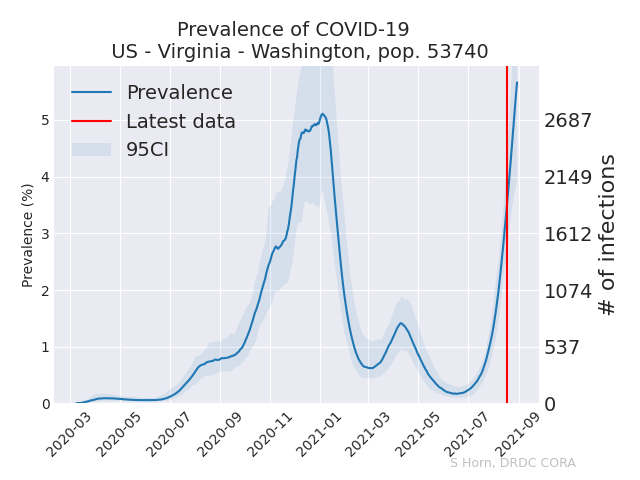 Prevalence of COVID-19
US - Virginia - Washington, pop. 53740
Prevalence
Latest data
95CI
Prevalence (%)
5
4
3
2
1
0
2687
2149
1612
1074
537
0
# of infections
2020-03
2020-05
2020-07
2020-09
2020-11
2021-01
2021-03
2021-05
2021-07
2021-09
S Horn, DRDC CORA